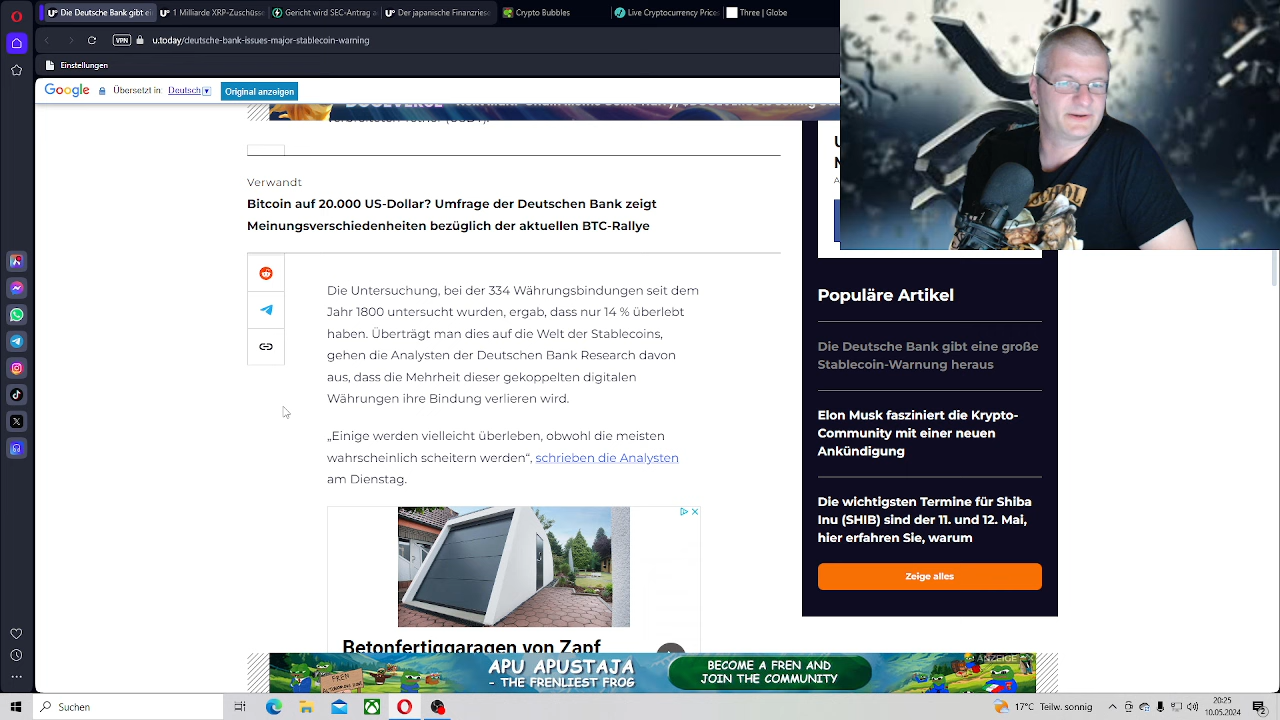 Die Deutsche Bank gibt ei
1 Milliarde XRP-Zuschüss
Gericht wird SEC-Antrag a
Der japanische Finanzries
Crypto Bubbles
Live Cryptocurrency Prices
Three | Globe
VPN
u.today/deutsche-bank-issues-major-stablecoin-warning
Einstellungen
Google
Übersetzt in: Deutsch
Original anzeigen
Verwandt
Bitcoin auf 20.000 US-Dollar? Umfrage der Deutschen Bank zeigt
Meinungsverschiedenheiten bezüglich der aktuellen BTC-Rallye
Die Untersuchung, bei der 334 Währungsbindungen seit dem
Jahr 1800 untersucht wurden, ergab, dass nur 14 % überlebt
haben. Überträgt man dies auf die Welt der Stablecoins,
gehen die Analysten der Deutschen Bank Research davon
aus, dass die Mehrheit dieser gekoppelten digitalen
Währungen ihre Bindung verlieren wird.
„Einige werden vielleicht überleben, obwohl die meisten
wahrscheinlich scheitern werden“, schrieben die Analysten
am Dienstag.
Betonfertiggaragen von Zapf
Populäre Artikel
Die Deutsche Bank gibt eine große
Stablecoin-Warnung heraus
Elon Musk fasziniert die Krypto-
Community mit einer neuen
Ankündigung
Die wichtigsten Termine für Shiba
Inu (SHIB) sind der 11. und 12. Mai,
hier erfahren Sie, warum
Zeige alles
APU APUSTAJA
- THE FRENLIEST FROG
BECOME A FREN AND
JOIN THE COMMUNITY
ANZEIGE
Suchen
17°C Teilw. sonnig
20:25
10.05.2024